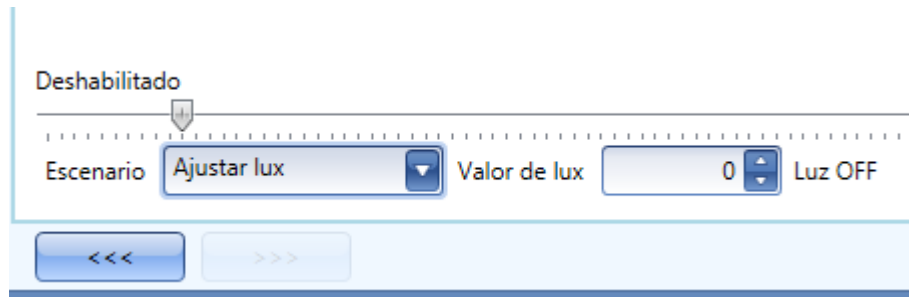 Deshabilitado
Escenario Ajustar lux Valor de lux 0 Luz OFF
<<< >>>